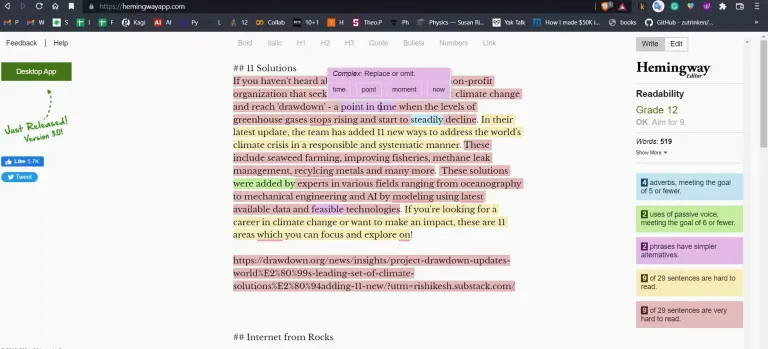 https://hemingwayapp.com
M P
M
S
T
P
Kagi
L
12
Collab
10+1
H
S
Theo.P
Ph
Physics — Susan Ri...
Yak Talk
How I made $50K i...
books
GitHub - zutrinken/...
Feedback | Help
Bold Italic H1 H2 H3 Quote Bullets Numbers Link
Write Edit
Desktop App
Just Released!
Version 3.0!
Like 5.7K
Tweet
## 11 Solutions
Complex: Replace or omit.
time point moment now
If you haven't heard non-profit
organization that seek climate change
and reach 'drawdown' - a point in time when the levels of
greenhouse gases stops rising and start to steadily decline. In their
latest update, the team has added 11 new ways to address the world's
climate crisis in a responsible and systematic manner. These
include seaweed farming, improving fisheries, methane leak
management, recylcing metals and many more. These solutions
were added by experts in various fields ranging from oceanography
to mechanical engineering and AI by modeling using latest
available data and feasible technologies. If you're looking for a
career in climate change or want to make an impact, these are 11
areas which you can focus and explore on!
https://drawdown.org/news/insights/project-drawdown-updates-
world%E2%80%99s-leading-set-of-climate-
solutions%E2%80%94adding-11-new/?utm=rishikesh.substack.com/
## Internet from Rocks
Hemingway
Editor
Readability
Grade 12
OK. Aim for 9.
Words: 519
Show More
4 adverbs, meeting the goal
of 5 or fewer.
2 uses of passive voice,
meeting the goal of 6 or fewer.
2 phrases have simpler
alternatives.
9 of 29 sentences are hard to
read.
9 of 29 sentences are very
hard to read.